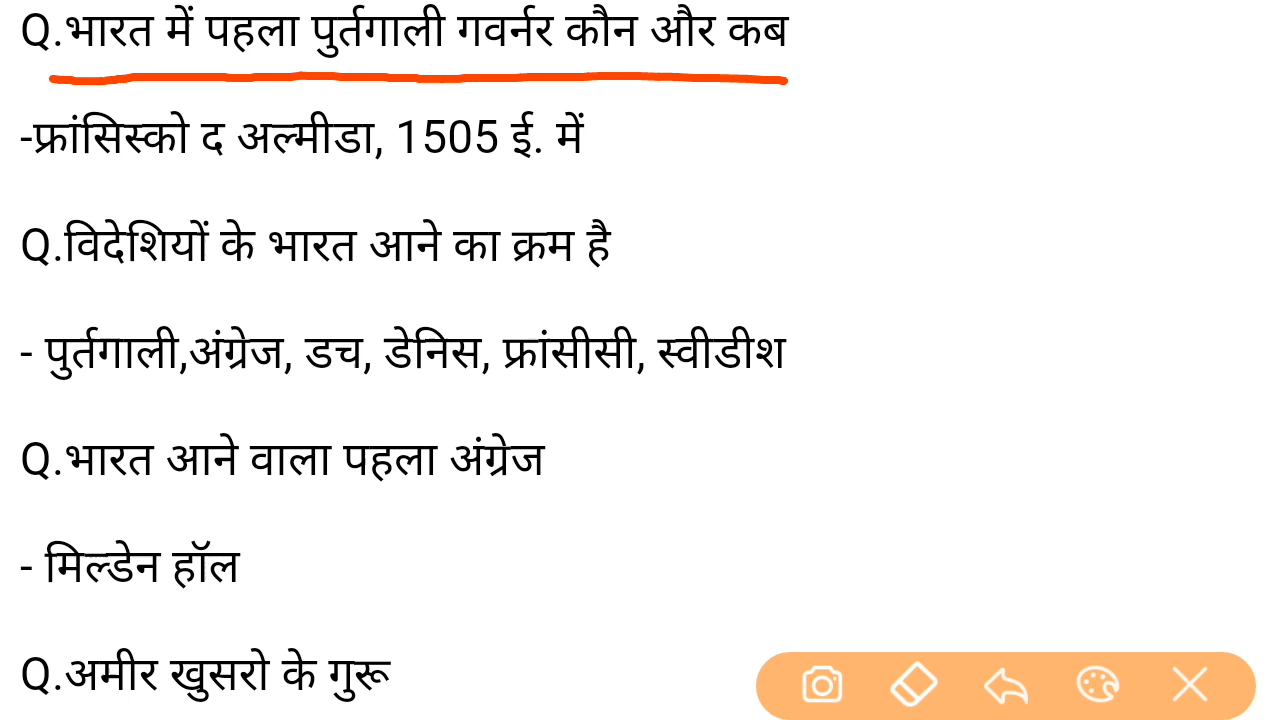 Q.भारत में पहला पुर्तगाली गवर्नर कौन और कब
-फ्रांसिस्को द अल्मीडा, 1505 ई. में
Q.विदेशियों के भारत आने का क्रम है
- पुर्तगाली,अंग्रेज, डच, डेनिस, फ्रांसीसी, स्वीडीश
Q.भारत आने वाला पहला अंग्रेज
- मिल्डेन हॉल
Q.अमीर खुसरो के गुरू